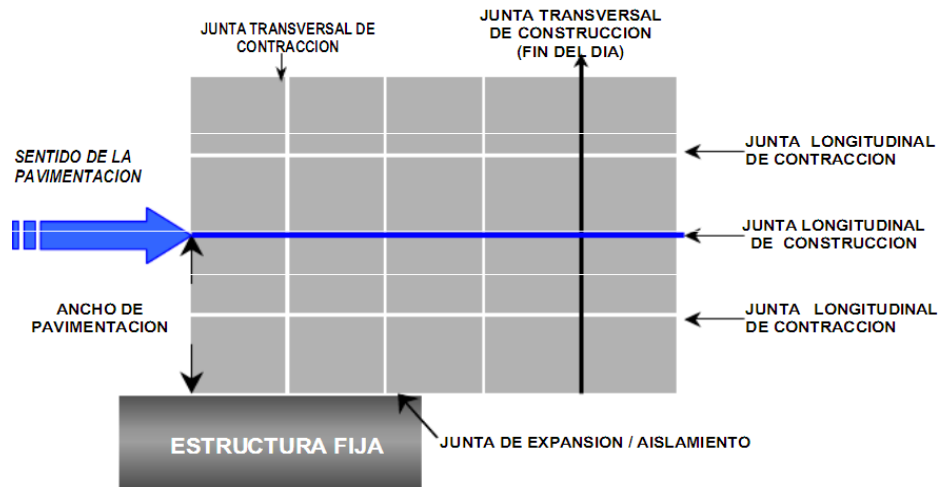 JUNTA TRANSVERSAL DE
CONTRACCION
JUNTA TRANSVERSAL
DE CONSTRUCCION
(FIN DEL DIA)
SENTIDO DE LA
PAVIMENTACION
JUNTA LONGITUDINAL
DE CONTRACCION
JUNTA LONGITUDINAL
DE CONSTRUCCION
ANCHO DE
PAVIMENTACION
JUNTA LONGITUDINAL
DE CONTRACCION
ESTRUCTURA FIJA
JUNTA DE EXPANSION / AISLAMIENTO